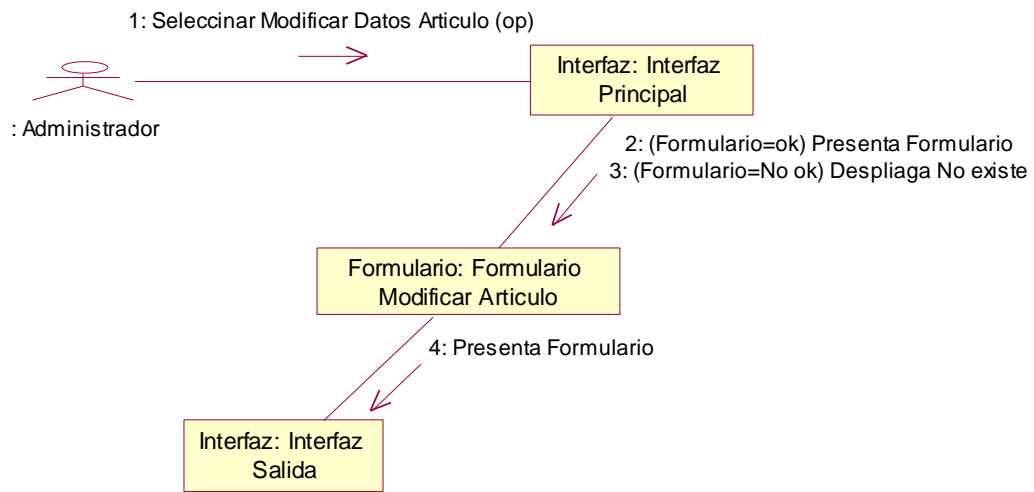 1: Seleccinar Modificar Datos Articulo (op)
Interfaz: Interfaz
Principal
: Administrador
2: (Formulario=ok) Presenta Formulario
3: (Formulario=No ok) Despliaga No existe
Formulario: Formulario
Modificar Articulo
4: Presenta Formulario
Interfaz: Interfaz
Salida